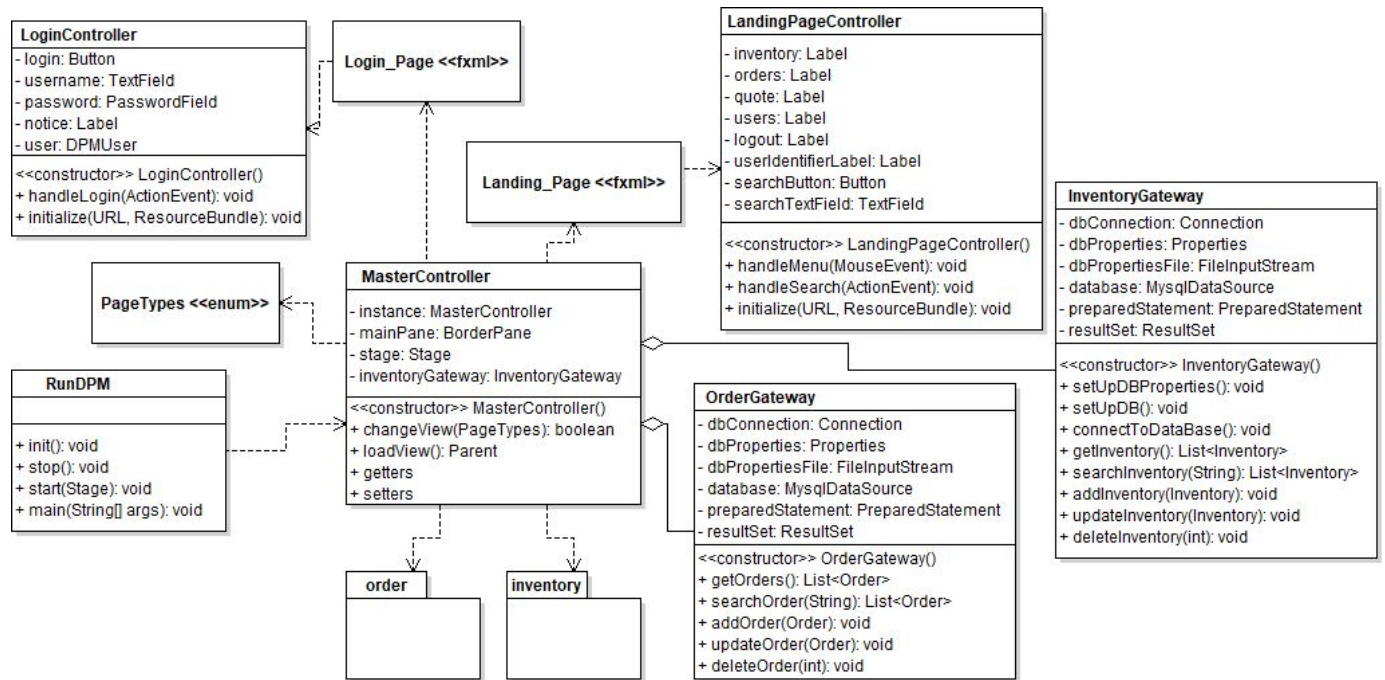 LoginController
- login: Button
- username: TextField
- password: PasswordField
- notice: Label
- user: DPMUser
<<constructor>> LoginController()
+ handleLogin(ActionEvent): void
+ initialize(URL, ResourceBundle): void
Login_Page <<fxml>>
LandingPageController
- inventory: Label
- orders: Label
- quote: Label
- users: Label
- logout: Label
- userIdentifierLabel: Label
- searchButton: Button
- searchTextField: TextField
<<constructor>> LandingPageController()
+ handleMenu(MouseEvent): void
+ handleSearch(ActionEvent): void
+ initialize(URL, ResourceBundle): void
Landing_Page <<fxml>>
InventoryGateway
- dbConnection: Connection
- dbProperties: Properties
- dbPropertiesFile: FileInputStream
- database: MysqlDataSource
- preparedStatement: PreparedStatement
- resultSet: ResultSet
<<constructor>> InventoryGateway()
+ setUpDBProperties(): void
+ setUpDB(): void
+ connectToDataBase(): void
+ getInventory(): List<Inventory>
+ searchInventory(String): List<Inventory>
+ addInventory(Inventory): void
+ updateInventory(Inventory): void
+ deleteInventory(int): void
PageTypes <<enum>>
MasterController
- instance: MasterController
- mainPane: BorderPane
- stage: Stage
- inventoryGateway: InventoryGateway
<<constructor>> MasterController()
+ changeView(PageTypes): boolean
+ loadView(): Parent
+ getters
+ setters
RunDPM
+ init(): void
+ stop(): void
+ start(Stage): void
+ main(String[] args): void
OrderGateway
- dbConnection: Connection
- dbProperties: Properties
- dbPropertiesFile: FileInputStream
- database: MysqlDataSource
- preparedStatement: PreparedStatement
- resultSet: ResultSet
<<constructor>> OrderGateway()
+ getOrders(): List<Order>
+ searchOrder(String): List<Order>
+ addOrder(Order): void
+ updateOrder(Order): void
+ deleteOrder(int): void
order
inventory